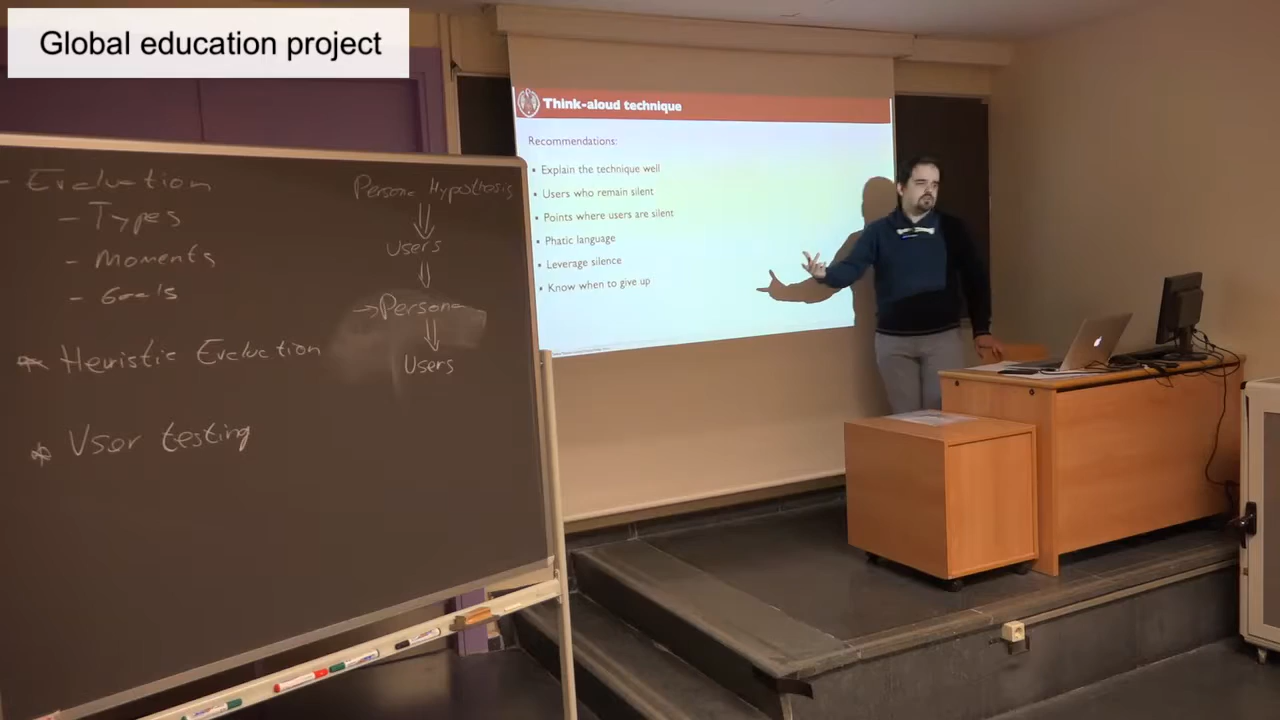 Global education project
- Evaluation
- Types
- Moments
- Goals
* Heuristic Evaluation
* User testing
Persona Hypothesis
Users
→ Persona
Users
Think-aloud technique
Recommendations:
• Explain the technique well
• Users who remain silent
• Points where users are silent
• Phatic language
• Leverage silence
• Know when to give up